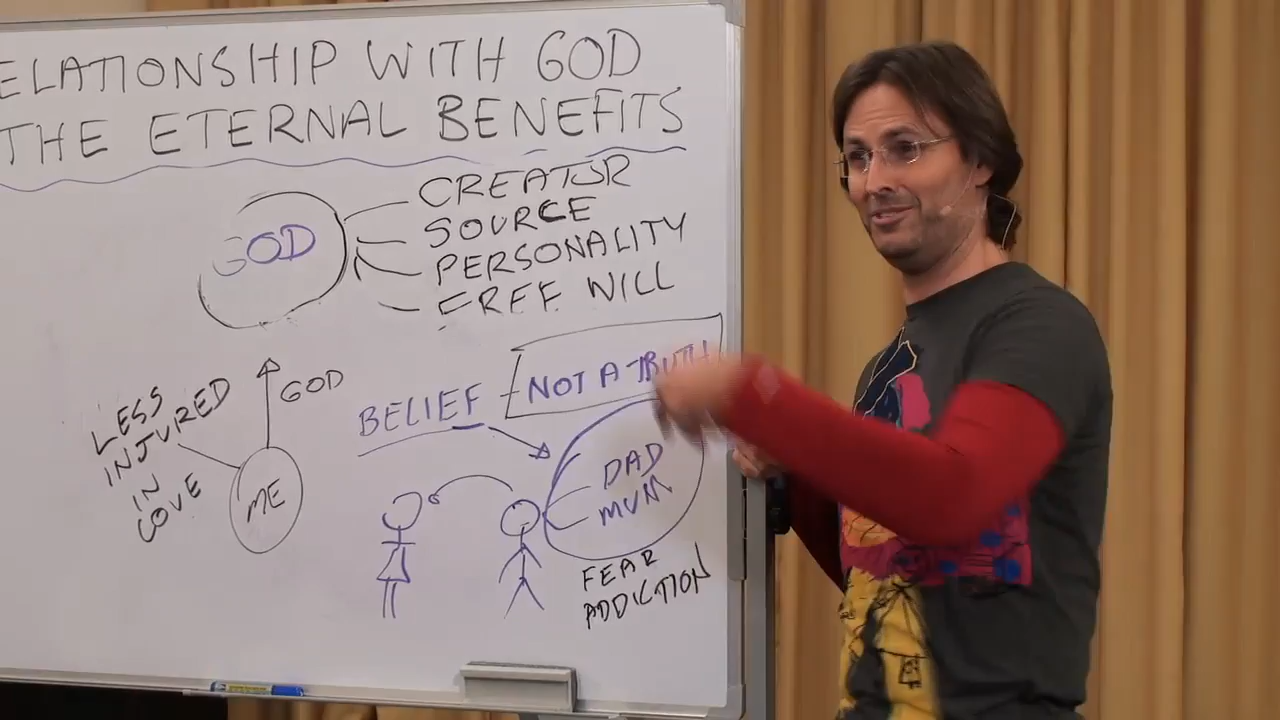 ELATIONSHIP WITH GOD
THE ETERNAL BENEFITS
GOD
CREATOR
SOURCE
PERSONALITY
FREE WILL
GOD
LESS
INJURED
IN
LOVE
ME
BELIEF
NOT A TRUTH
DAD
MUM
FEAR
ADDICTION